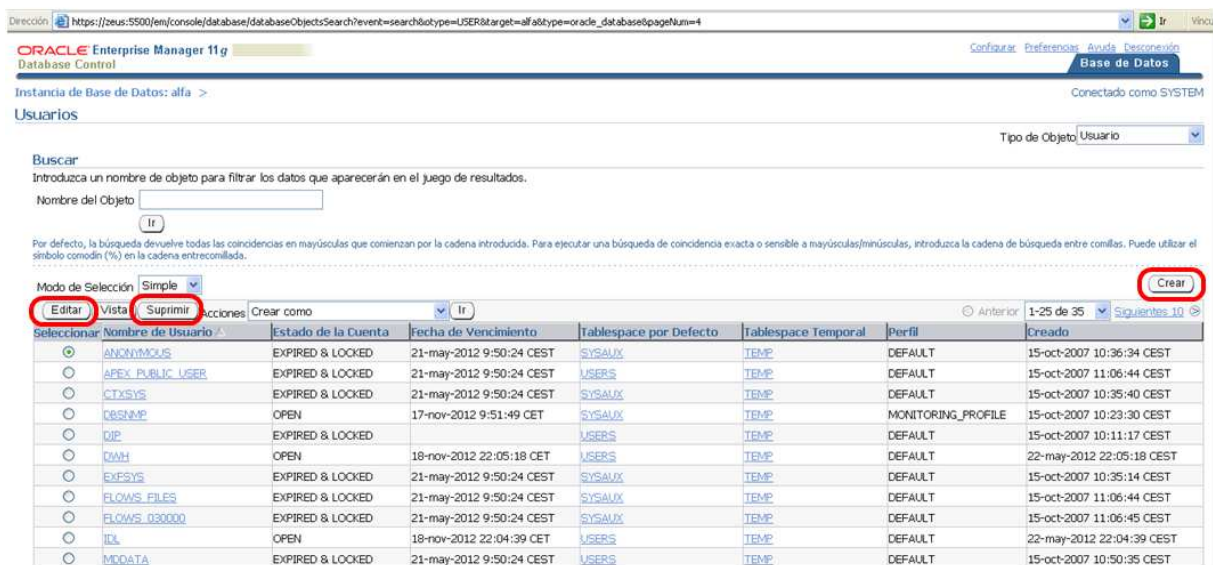 Dirección https://zeus:5500/em/console/database/databaseObjectsSearch?event=search&otype=USER&target=alfa&type=oracle_database&pageNum=4 Ir
ORACLE Enterprise Manager 11g
Database Control
Configurar Preferencias Ayuda Desconexión
Base de Datos
Instancia de Base de Datos: alfa > Conectado como SYSTEM
Usuarios
Tipo de Objeto Usuario
Buscar
Introduzca un nombre de objeto para filtrar los datos que aparecerán en el juego de resultados.
Nombre del Objeto
Ir
Por defecto, la búsqueda devuelve todas las coincidencias en mayúsculas que comienzan por la cadena introducida. Para ejecutar una búsqueda de coincidencia exacta o sensible a mayúsculas/minúsculas, introduzca la cadena de búsqueda entre comillas. Puede utilizar el
símbolo comodín (%) en la cadena entrecomillada.
Modo de Selección Simple Crear
Editar Vista Suprimir Acciones Crear como Ir Anterior 1-25 de 35 Siguientes 10
Seleccionar Nombre de Usuario Estado de la Cuenta Fecha de Vencimiento Tablespace por Defecto Tablespace Temporal Perfil Creado
ANONYMOUS EXPIRED & LOCKED 21-may-2012 9:50:24 CEST SYSAUX TEMP DEFAULT 15-oct-2007 10:36:34 CEST
APEX_PUBLIC_USER EXPIRED & LOCKED 21-may-2012 9:50:24 CEST USERS TEMP DEFAULT 15-oct-2007 11:06:44 CEST
CTXSYS EXPIRED & LOCKED 21-may-2012 9:50:24 CEST SYSAUX TEMP DEFAULT 15-oct-2007 10:35:40 CEST
DBSNMP OPEN 17-nov-2012 9:51:49 CET SYSAUX TEMP MONITORING_PROFILE 15-oct-2007 10:23:30 CEST
DIP EXPIRED & LOCKED USERS TEMP DEFAULT 15-oct-2007 10:11:17 CEST
DWH OPEN 18-nov-2012 22:05:18 CET USERS TEMP DEFAULT 22-may-2012 22:05:18 CEST
EXFSYS EXPIRED & LOCKED 21-may-2012 9:50:24 CEST SYSAUX TEMP DEFAULT 15-oct-2007 10:35:14 CEST
FLOWS_FILES EXPIRED & LOCKED 21-may-2012 9:50:24 CEST SYSAUX TEMP DEFAULT 15-oct-2007 11:06:44 CEST
FLOWS_030000 EXPIRED & LOCKED 21-may-2012 9:50:24 CEST SYSAUX TEMP DEFAULT 15-oct-2007 11:06:45 CEST
IDL OPEN 18-nov-2012 22:04:39 CET USERS TEMP DEFAULT 22-may-2012 22:04:39 CEST
MDDATA EXPIRED & LOCKED 21-may-2012 9:50:24 CEST USERS TEMP DEFAULT 15-oct-2007 10:50:35 CEST